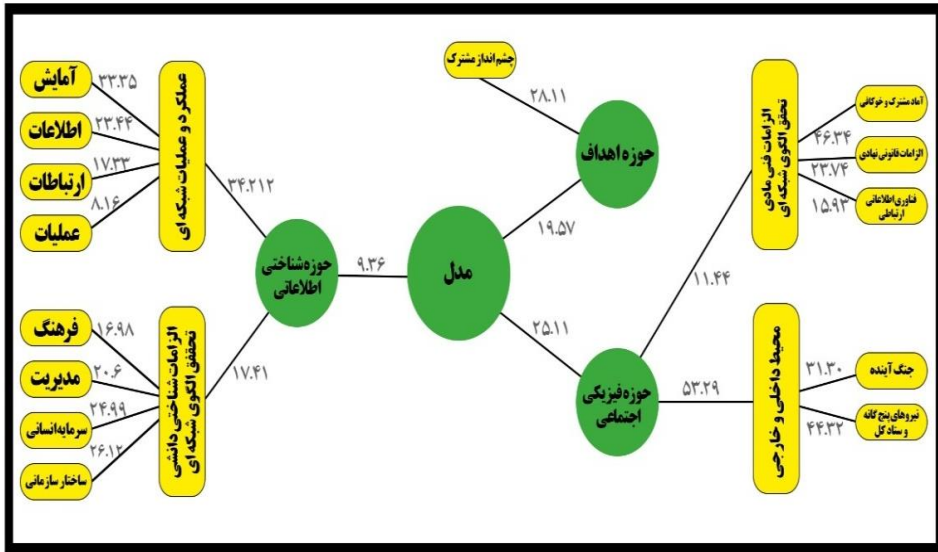 چشم انداز مشترک
۲۸.۱۱
حوزه اهداف
۱۹.۵۷
مدل
۲۵.۱۱
حوزه فیزیکی
اجتماعی
۱۱.۴۴
الزامات فنی مادی
تحقق الگوی شبکه ای
۴۶.۳۴
آماد مشترک و خوکافی
۲۳.۷۴
الزامات قانونی نهادی
۱۵.۹۳
فناوری اطلاعاتی
ارتباطی
۵۳.۲۹
محیط داخلی و خارجی
۳۱.۳۰
جنگ آینده
۴۴.۳۲
نیروهای پنج گانه
و ستاد کل
۹.۳۶
حوزه شناختی
اطلاعاتی
۳۴.۲۱۲
عملکرد و عملیات شبکه ای
۳۳.۳۵
آمایش
۲۳.۴۴
اطلاعات
۱۷.۳۳
ارتباطات
۸.۱۶
عملیات
۱۷.۴۱
الزامات شناختی دانشی
تحققق الگوی شبکه ای
۱۶.۹۸
فرهنگ
۲۰.۶
مدیریت
۲۴.۹۹
سرمایه انسانی
۲۶.۱۲
ساختار سازمانی